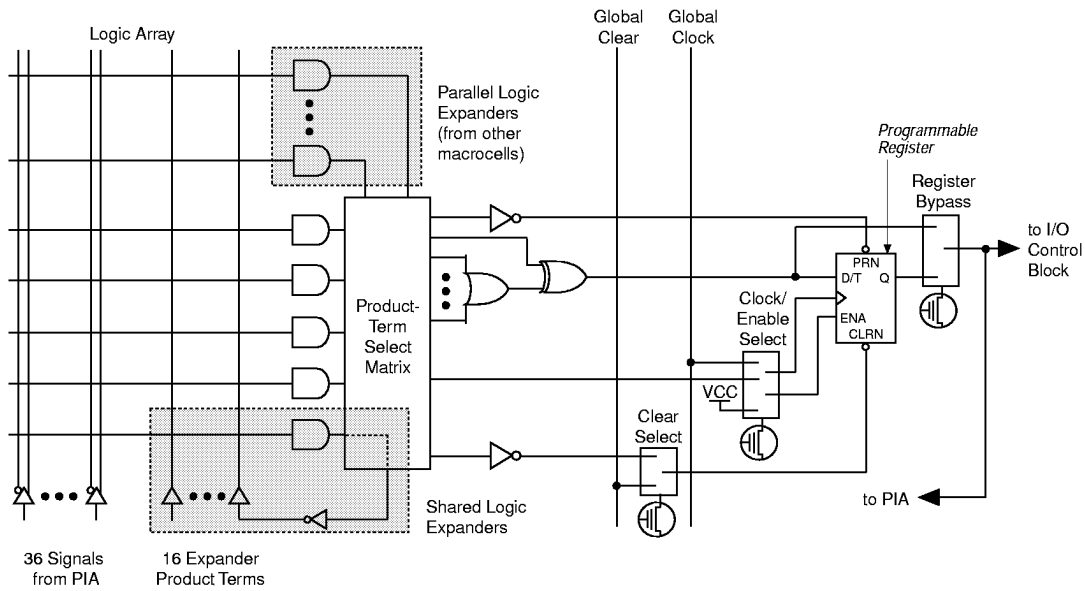 Logic Array
Global
Clear
Global
Clock
Parallel Logic
Expanders
(from other
macrocells)
Programmable
Register
Register
Bypass
to I/O
Control
Block
PRN
D/T
Q
ENA
CLRN
Clock/
Enable
Select
Product-
Term
Select
Matrix
VCC
Clear
Select
Shared Logic
Expanders
to PIA
36 Signals
from PIA
16 Expander
Product Terms